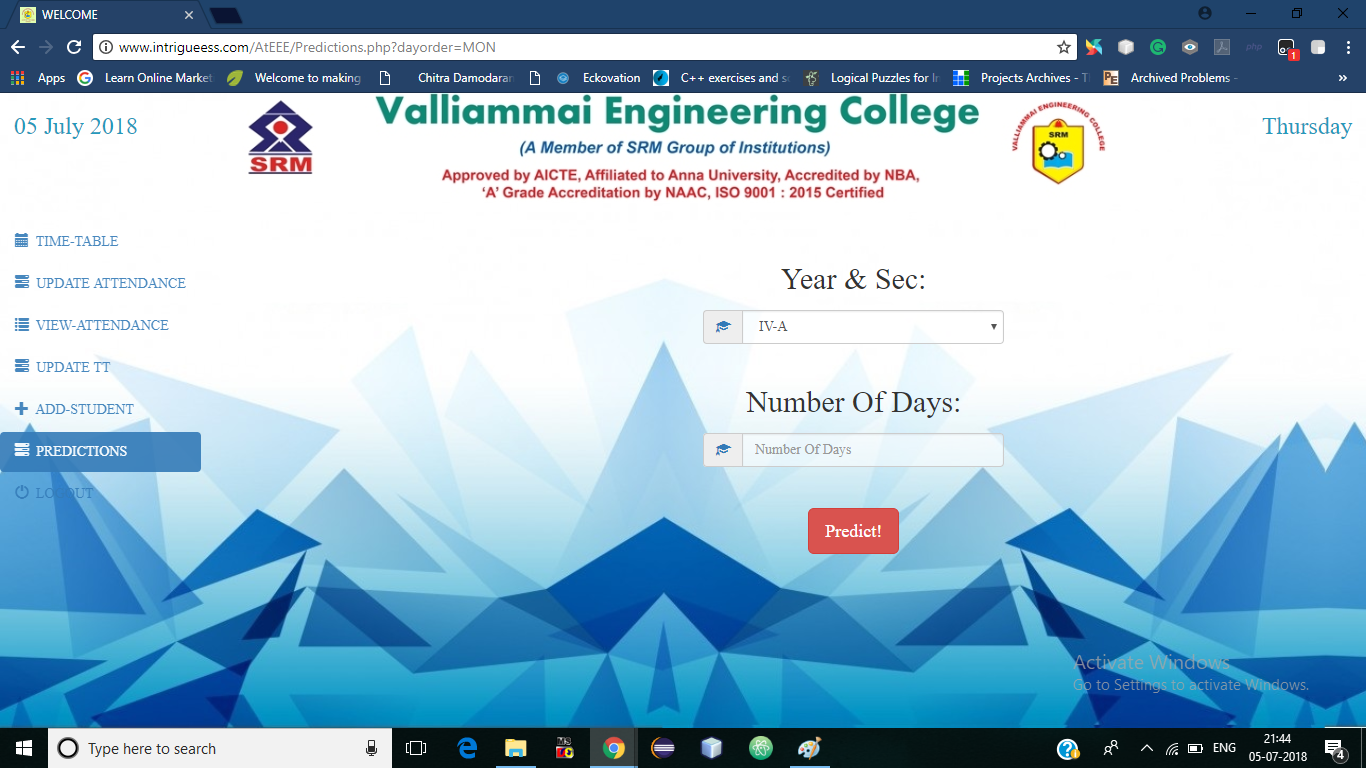 WELCOME
www.intrigueess.com/AtEEE/Predictions.php?dayorder=MON
Apps
Learn Online Market
Welcome to making
Chitra Damodaran
Eckovation
C++ exercises and so
Logical Puzzles for In
Projects Archives - T
PE
Archived Problems -
php
1
05 July 2018
SRM
Valliammai Engineering College
(A Member of SRM Group of Institutions)
Approved by AICTE, Affiliated to Anna University, Accredited by NBA,
‘A’ Grade Accreditation by NAAC, ISO 9001 : 2015 Certified
VALLIAMMAI ENGINEERING COLLEGE
SRM
Thursday
TIME-TABLE
UPDATE ATTENDANCE
VIEW-ATTENDANCE
UPDATE TT
ADD-STUDENT
PREDICTIONS
LOGOUT
Year & Sec:
IV-A
Number Of Days:
Number Of Days
Predict!
Activate Windows
Go to Settings to activate Windows.
Type here to search
ENG
21:44
05-07-2018
4